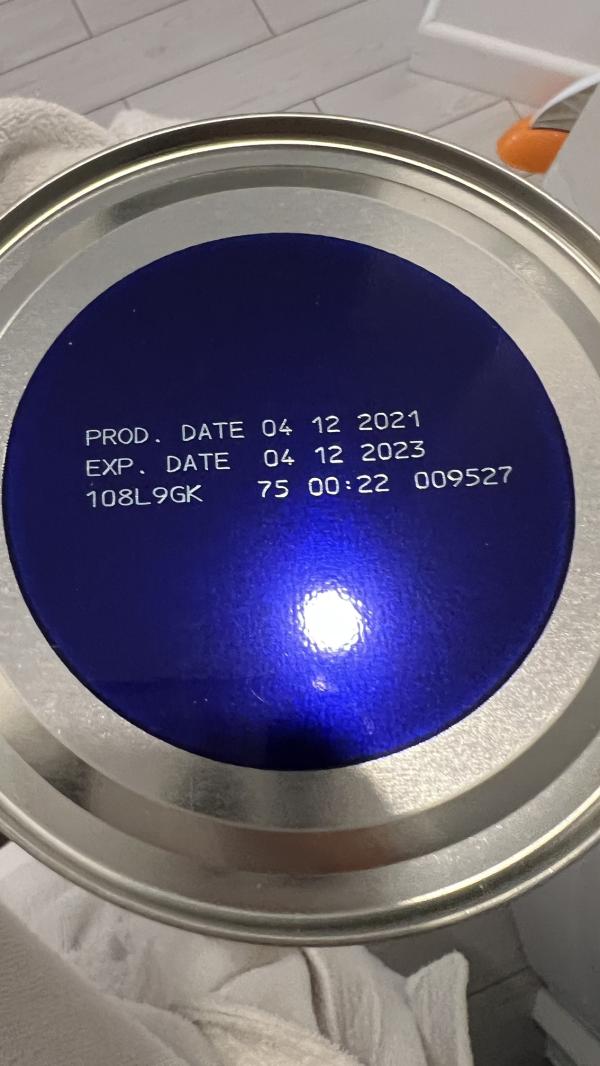 PROD. DATE 04 12 2021
EXP. DATE 04 12 2023
108L9GK 75 00:22 009527